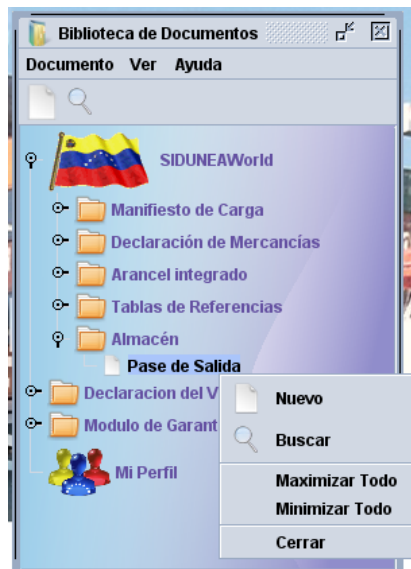 Biblioteca de Documentos
Documento Ver Ayuda
SIDUNEAWorld
Manifiesto de Carga
Declaración de Mercancías
Arancel integrado
Tablas de Referencias
Almacén
Pase de Salida
Declaracion del V
Modulo de Garant
Mi Perfil
Nuevo
Buscar
Maximizar Todo
Minimizar Todo
Cerrar